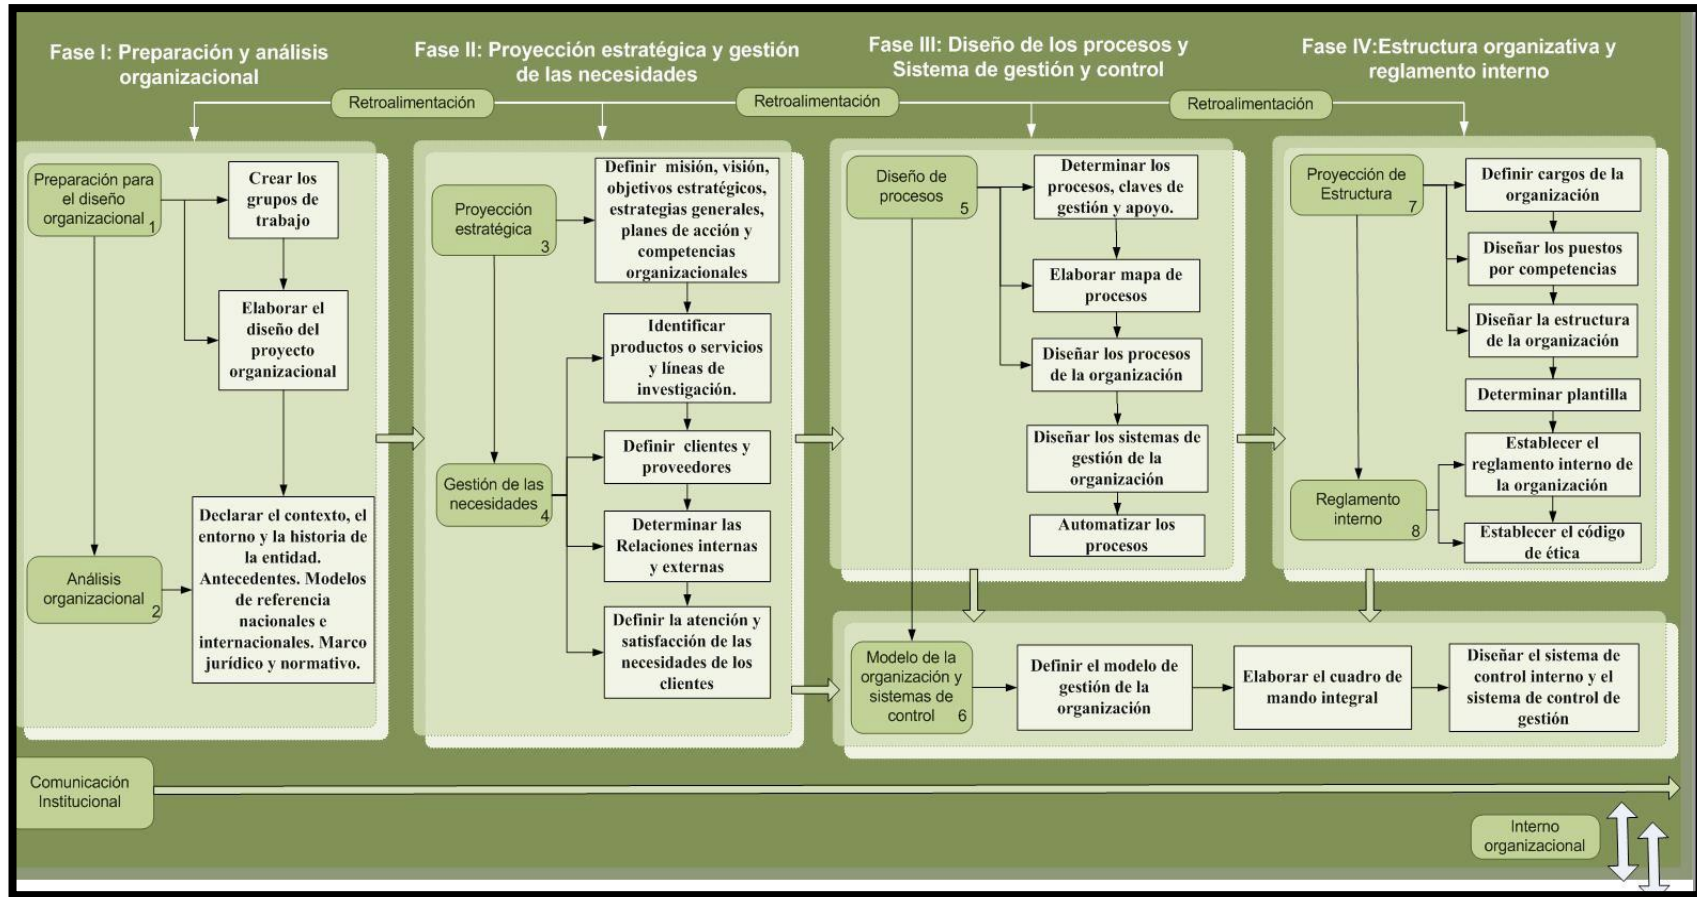 Fase I: Preparación y análisis
organizacional
Fase II: Proyección estratégica y gestión
de las necesidades
Fase III: Diseño de los procesos y
Sistema de gestión y control
Fase IV:Estructura organizativa y
reglamento interno
Retroalimentación
Retroalimentación
Retroalimentación
Preparación para
el diseño
organizacional
1
Crear los
grupos de
trabajo
Elaborar el
diseño del
proyecto
organizacional
Análisis
organizacional
2
Declarar el contexto, el
entorno y la historia de
la entidad.
Antecedentes. Modelos
de referencia
nacionales e
internacionales. Marco
jurídico y normativo.
Proyección
estratégica
3
Definir misión, visión,
objetivos estratégicos,
estrategias generales,
planes de acción y
competencias
organizacionales
Identificar
productos o servicios
y líneas de
investigación.
Gestión de las
necesidades
4
Definir clientes y
proveedores
Determinar las
Relaciones internas
y externas
Definir la atención y
satisfacción de las
necesidades de los
clientes
Diseño de
procesos
5
Determinar los
procesos, claves de
gestión y apoyo.
Elaborar mapa de
procesos
Diseñar los procesos
de la organización
Diseñar los sistemas de
gestión de la
organización
Automatizar los
procesos
Proyección de
Estructura
7
Definir cargos de la
organización
Diseñar los puestos
por competencias
Diseñar la estructura
de la organización
Determinar plantilla
Reglamento
interno
8
Establecer el
reglamento interno de
la organización
Establecer el código
de ética
Modelo de la
organización y
sistemas de
control
6
Definir el modelo de
gestión de la
organización
Elaborar el cuadro de
mando integral
Diseñar el sistema de
control interno y el
sistema de control de
gestión
Comunicación
Institucional
Interno
organizacional